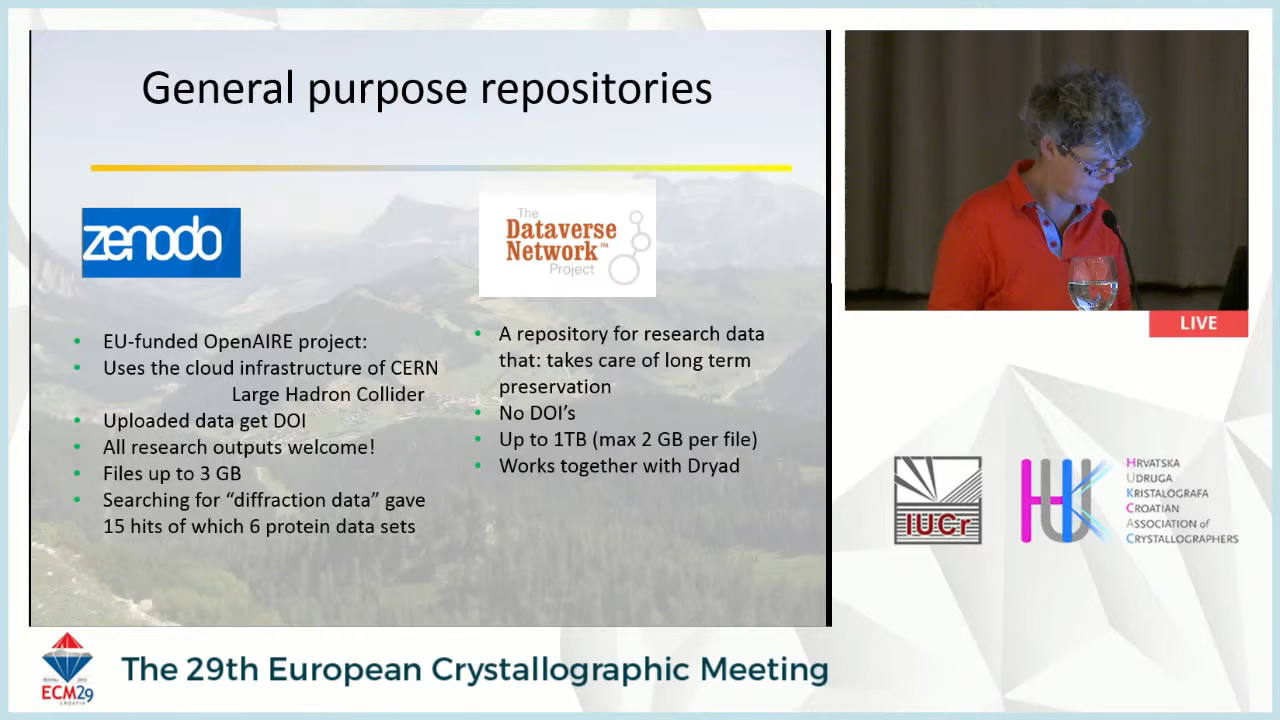 General purpose repositories
zenodo
The
Dataverse
Network™
Project
• EU-funded OpenAIRE project:
• Uses the cloud infrastructure of CERN
Large Hadron Collider
• Uploaded data get DOI
• All research outputs welcome!
• Files up to 3 GB
• Searching for “diffraction data” gave
15 hits of which 6 protein data sets
• A repository for research data
that: takes care of long term
preservation
• No DOI’s
• Up to 1TB (max 2 GB per file)
• Works together with Dryad
LIVE
IUCr
HUK
HRVATSKA
UDRUGA
KRISTALOGRAFA
CROATIAN
ASSOCIATION of
CRYSTALLOGRAPHERS
ECM29
CROATIA
The 29th European Crystallographic Meeting